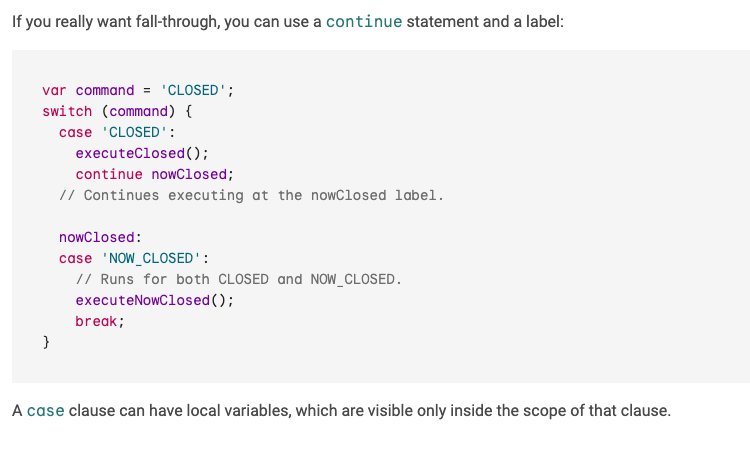 If you really want fall-through, you can use a continue statement and a label:
var command = 'CLOSED';
switch (command) {
  case 'CLOSED':
    executeClosed();
    continue nowClosed;
  // Continues executing at the nowClosed label.

  nowClosed:
  case 'NOW_CLOSED':
    // Runs for both CLOSED and NOW_CLOSED.
    executeNowClosed();
    break;
}
A case clause can have local variables, which are visible only inside the scope of that clause.